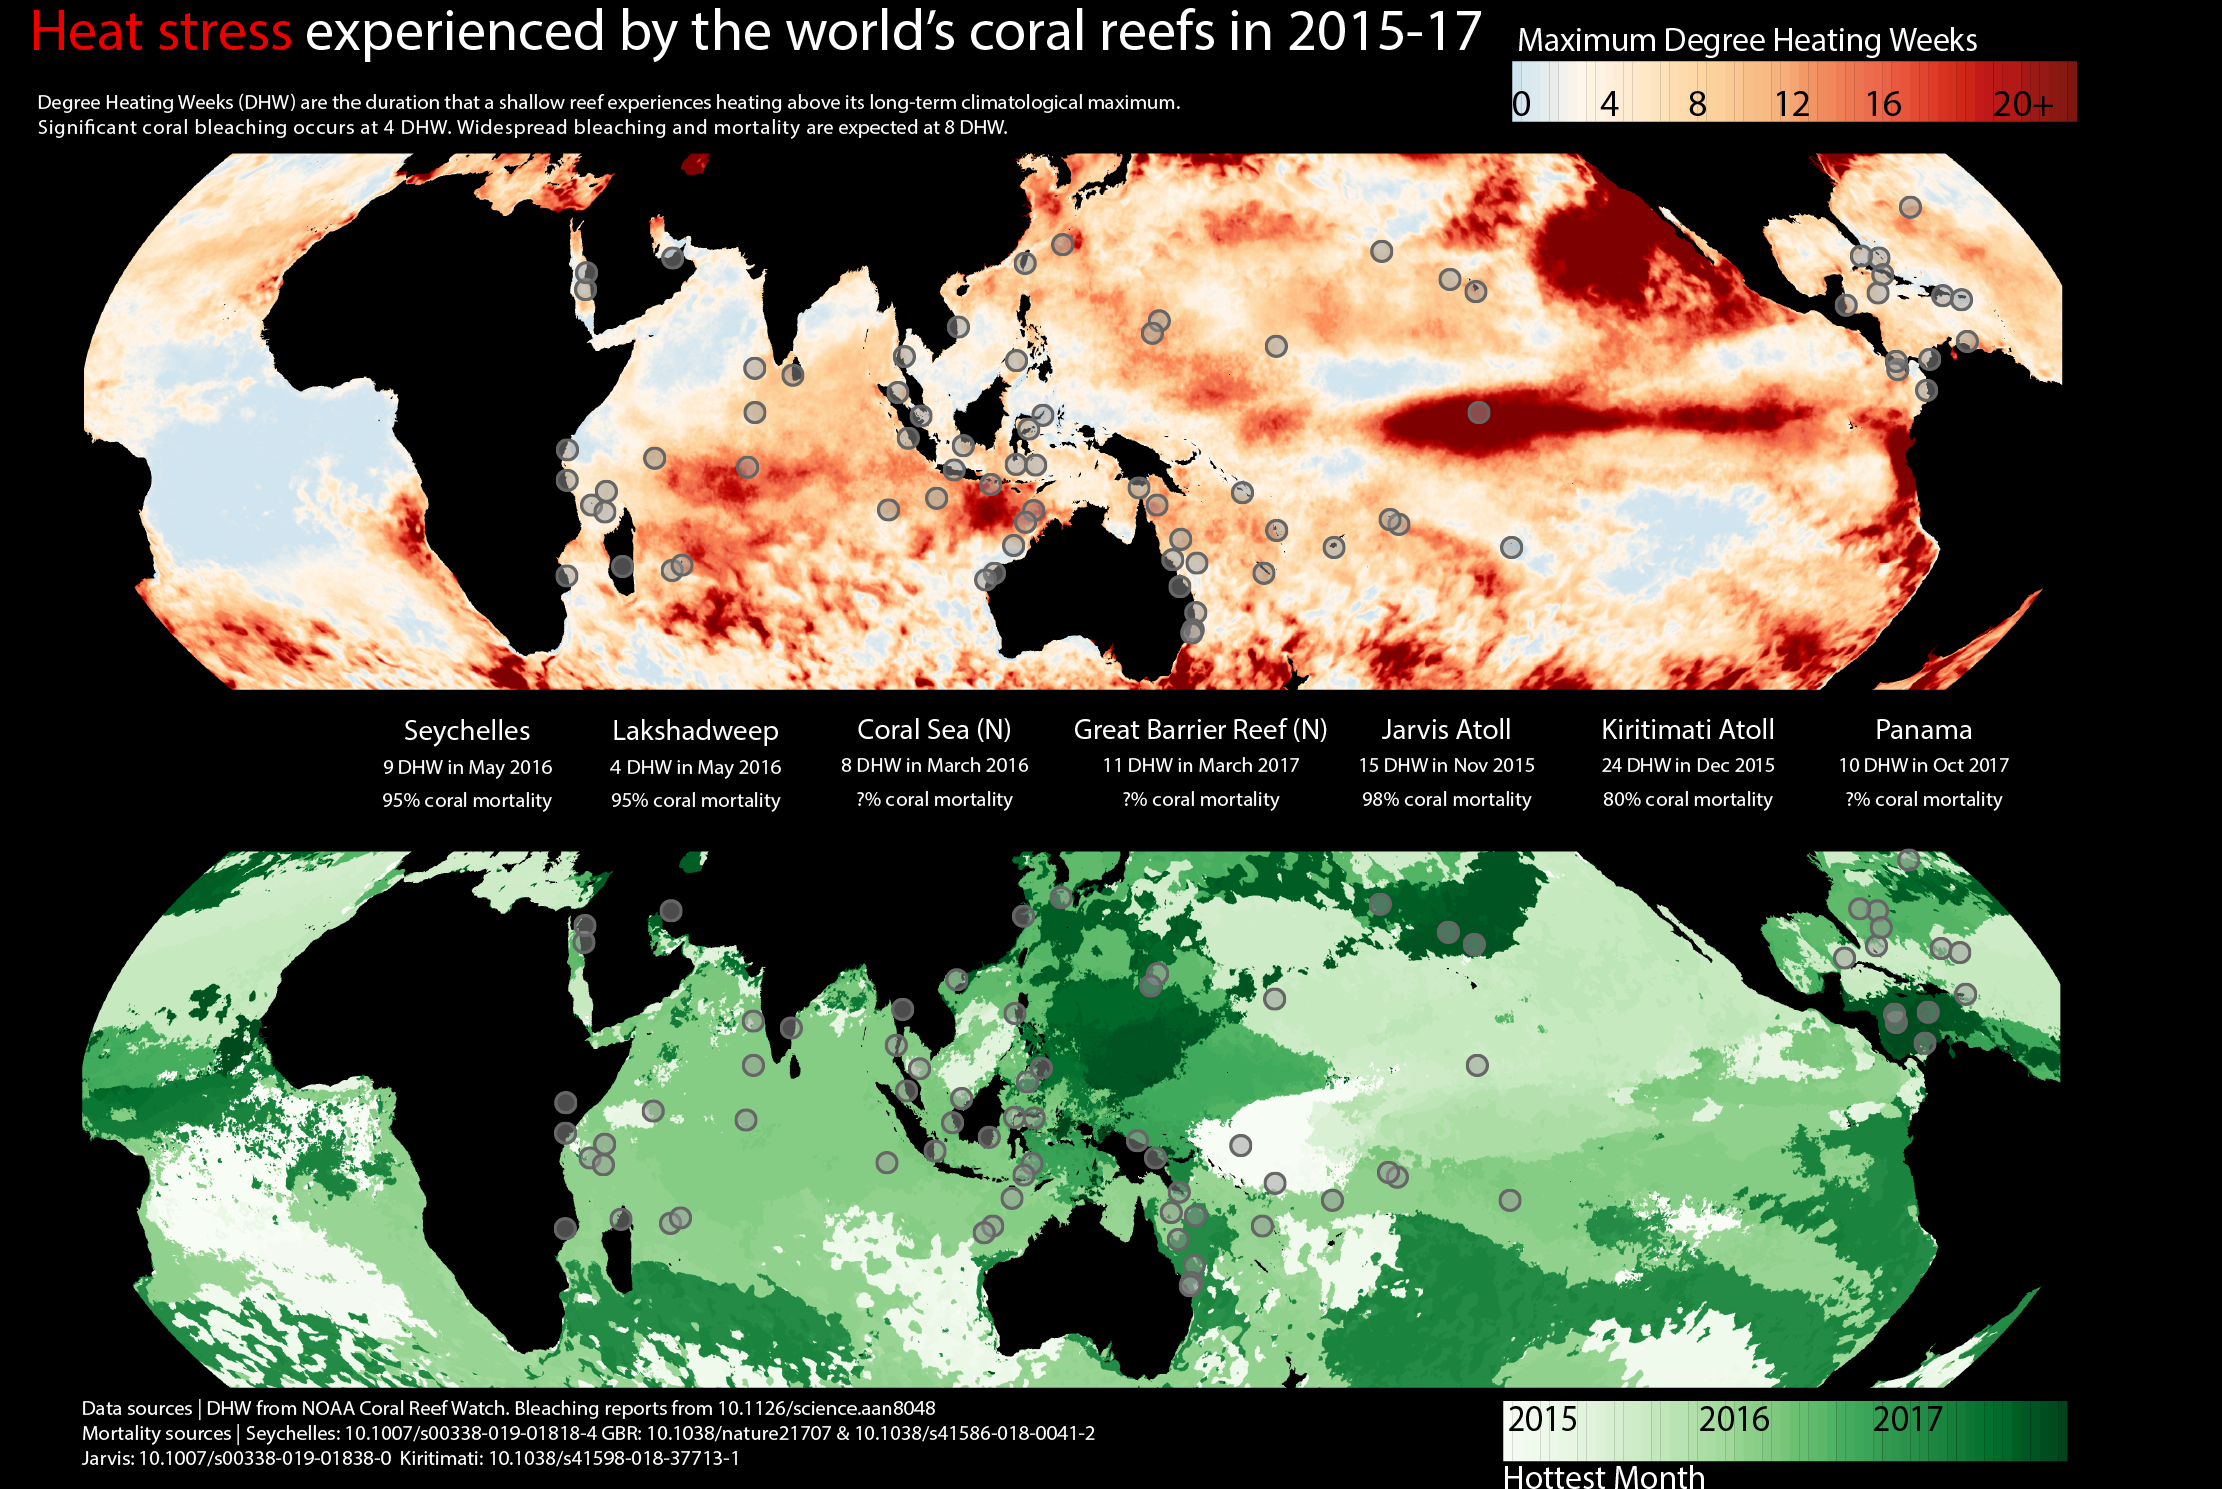 Heat stress experienced by the world's coral reefs in 2015-17
Maximum Degree Heating Weeks
0 4 8 12 16 20+
Degree Heating Weeks (DHW) are the duration that a shallow reef experiences heating above its long-term climatological maximum.
Significant coral bleaching occurs at 4 DHW. Widespread bleaching and mortality are expected at 8 DHW.
Seychelles
9 DHW in May 2016
95% coral mortality
Lakshadweep
4 DHW in May 2016
95% coral mortality
Coral Sea (N)
8 DHW in March 2016
?% coral mortality
Great Barrier Reef (N)
11 DHW in March 2017
?% coral mortality
Jarvis Atoll
15 DHW in Nov 2015
98% coral mortality
Kiritimati Atoll
24 DHW in Dec 2015
80% coral mortality
Panama
10 DHW in Oct 2017
?% coral mortality
Data sources | DHW from NOAA Coral Reef Watch. Bleaching reports from 10.1126/science.aan8048
Mortality sources | Seychelles: 10.1007/s00338-019-01818-4 GBR: 10.1038/nature21707 & 10.1038/s41586-018-0041-2
Jarvis: 10.1007/s00338-019-01838-0 Kiritimati: 10.1038/s41598-018-37713-1
2015 2016 2017
Hottest Month